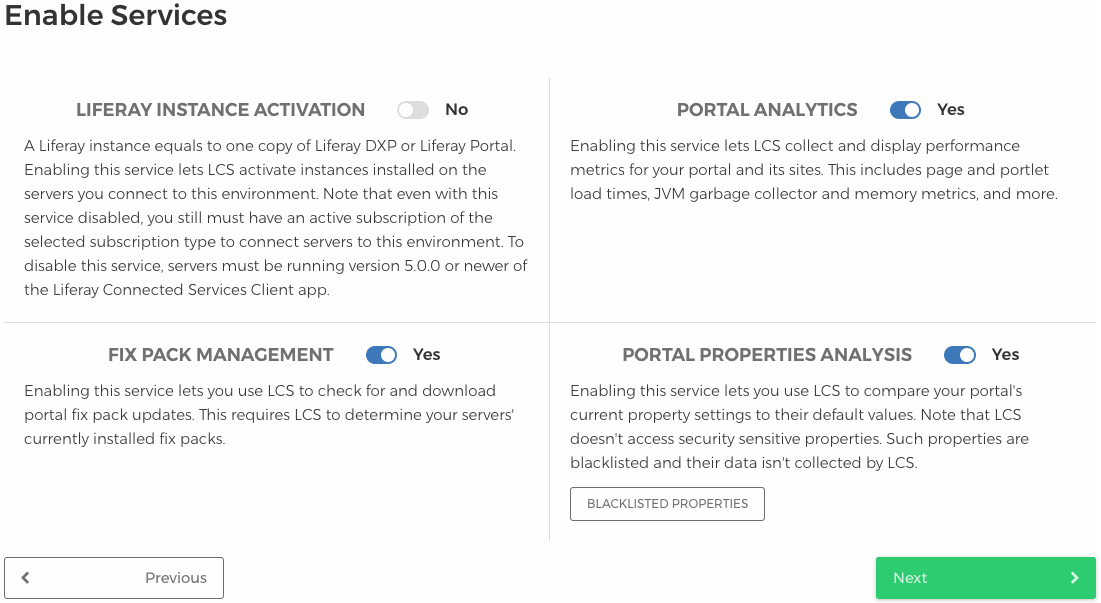 Enable Services
LIFERAY INSTANCE ACTIVATION No
A Liferay instance equals to one copy of Liferay DXP or Liferay Portal.
Enabling this service lets LCS activate instances installed on the
servers you connect to this environment. Note that even with this
service disabled, you still must have an active subscription of the
selected subscription type to connect servers to this environment. To
disable this service, servers must be running version 5.0.0 or newer of
the Liferay Connected Services Client app.
PORTAL ANALYTICS Yes
Enabling this service lets LCS collect and display performance
metrics for your portal and its sites. This includes page and portlet
load times, JVM garbage collector and memory metrics, and more.
FIX PACK MANAGEMENT Yes
Enabling this service lets you use LCS to check for and download
portal fix pack updates. This requires LCS to determine your servers'
currently installed fix packs.
PORTAL PROPERTIES ANALYSIS Yes
Enabling this service lets you use LCS to compare your portal's
current property settings to their default values. Note that LCS
doesn't access security sensitive properties. Such properties are
blacklisted and their data isn't collected by LCS.
BLACKLISTED PROPERTIES
Previous
Next